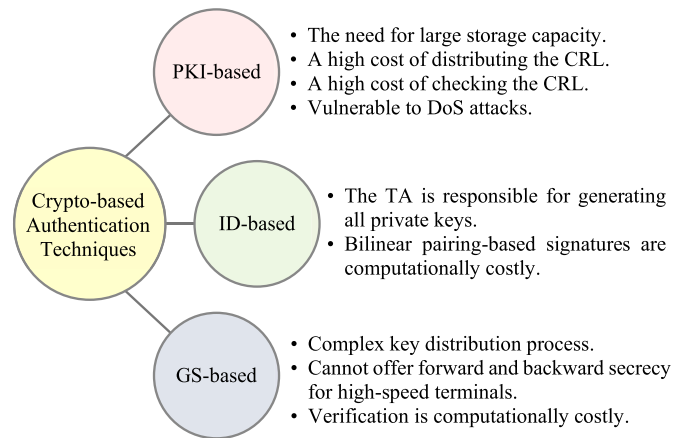 PKI-based
• The need for large storage capacity.
• A high cost of distributing the CRL.
• A high cost of checking the CRL.
• Vulnerable to DoS attacks.
Crypto-based
Authentication
Techniques
ID-based
• The TA is responsible for generating
all private keys.
• Bilinear pairing-based signatures are
computationally costly.
GS-based
• Complex key distribution process.
• Cannot offer forward and backward secrecy
for high-speed terminals.
• Verification is computationally costly.